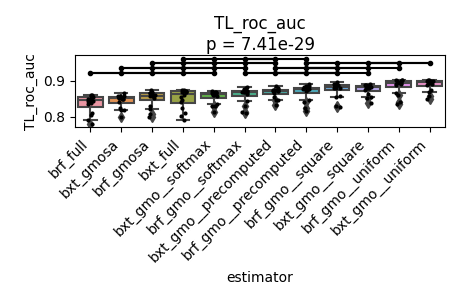 TL_roc_auc
p = 7.41e-29
TL_roc_auc
0.9
0.8
brf_full
bxt_gmosa
brf_gmosa
bxt_full
bxt_gmo__softmax
brf_gmo__softmax
bxt_gmo__precomputed
brf_gmo__precomputed
brf_gmo__square
bxt_gmo__square
brf_gmo__uniform
bxt_gmo__uniform
estimator